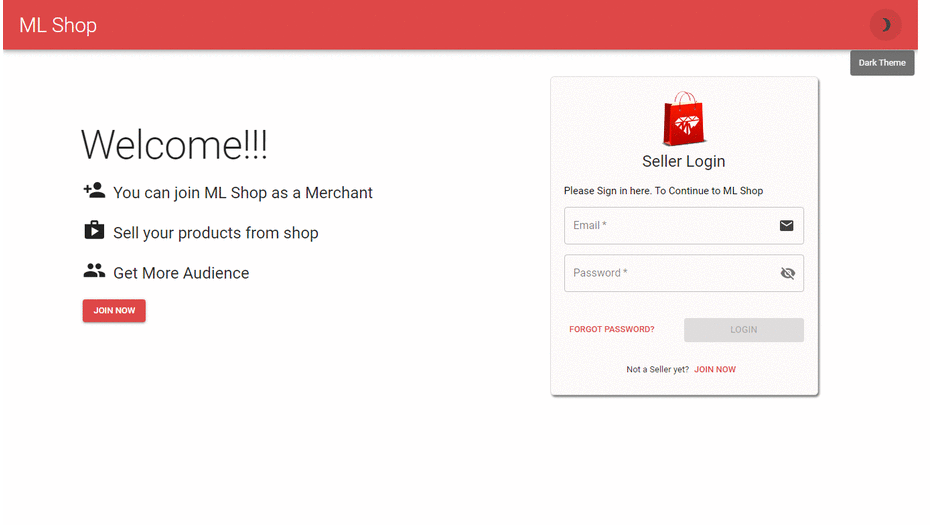 ML Shop
Dark Theme
Welcome!!!
You can join ML Shop as a Merchant
Sell your products from shop
Get More Audience
JOIN NOW
Seller Login
Please Sign in here. To Continue to ML Shop
Email *
Password *
FORGOT PASSWORD?
LOGIN
Not a Seller yet? JOIN NOW